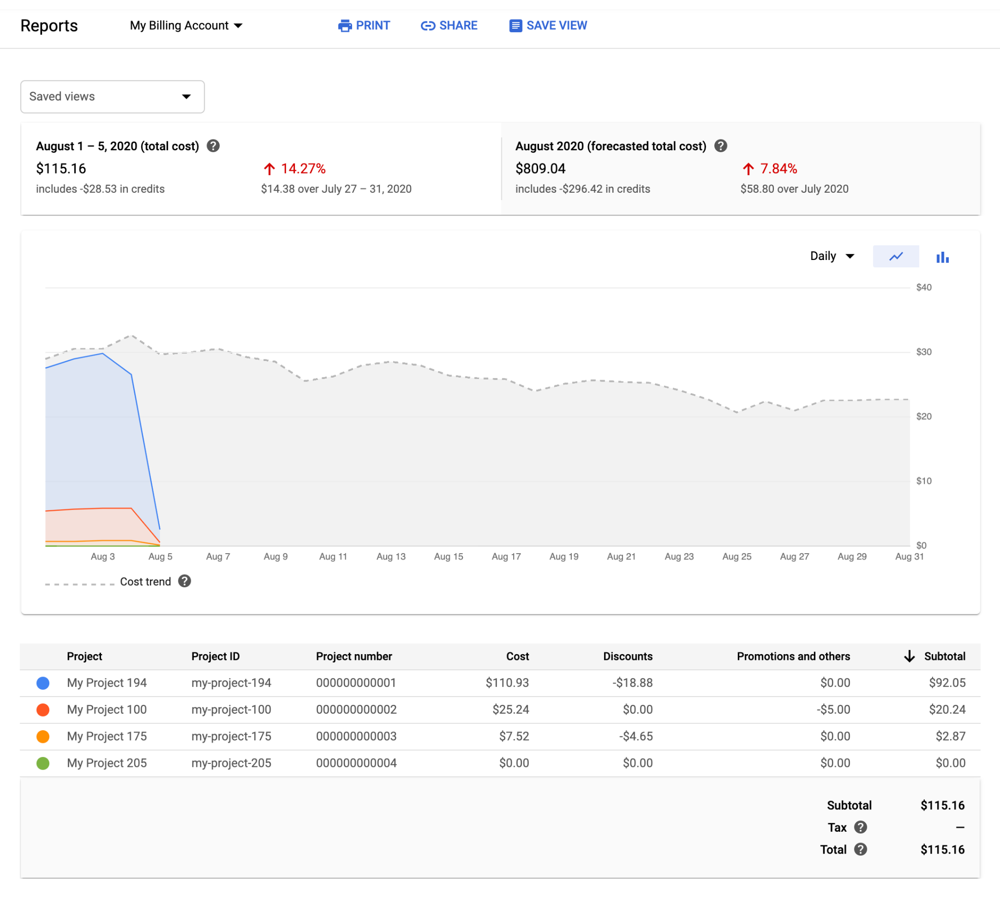 Reports My Billing Account PRINT SHARE SAVE VIEW
Saved views
August 1 – 5, 2020 (total cost) ? August 2020 (forecasted total cost) ?
$115.16 14.27% $809.04 7.84%
includes -$28.53 in credits $14.38 over July 27 – 31, 2020 includes -$296.42 in credits $58.80 over July 2020
Daily
$40
$30
$20
$10
$0
Aug 3 Aug 5 Aug 7 Aug 9 Aug 11 Aug 13 Aug 15 Aug 17 Aug 19 Aug 21 Aug 23 Aug 25 Aug 27 Aug 29 Aug 31
Cost trend ?
Project Project ID Project number Cost Discounts Promotions and others Subtotal
My Project 194 my-project-194 000000000001 $110.93 -$18.88 $0.00 $92.05
My Project 100 my-project-100 000000000002 $25.24 $0.00 -$5.00 $20.24
My Project 175 my-project-175 000000000003 $7.52 -$4.65 $0.00 $2.87
My Project 205 my-project-205 000000000004 $0.00 $0.00 $0.00 $0.00
Subtotal $115.16
Tax ? —
Total ? $115.16